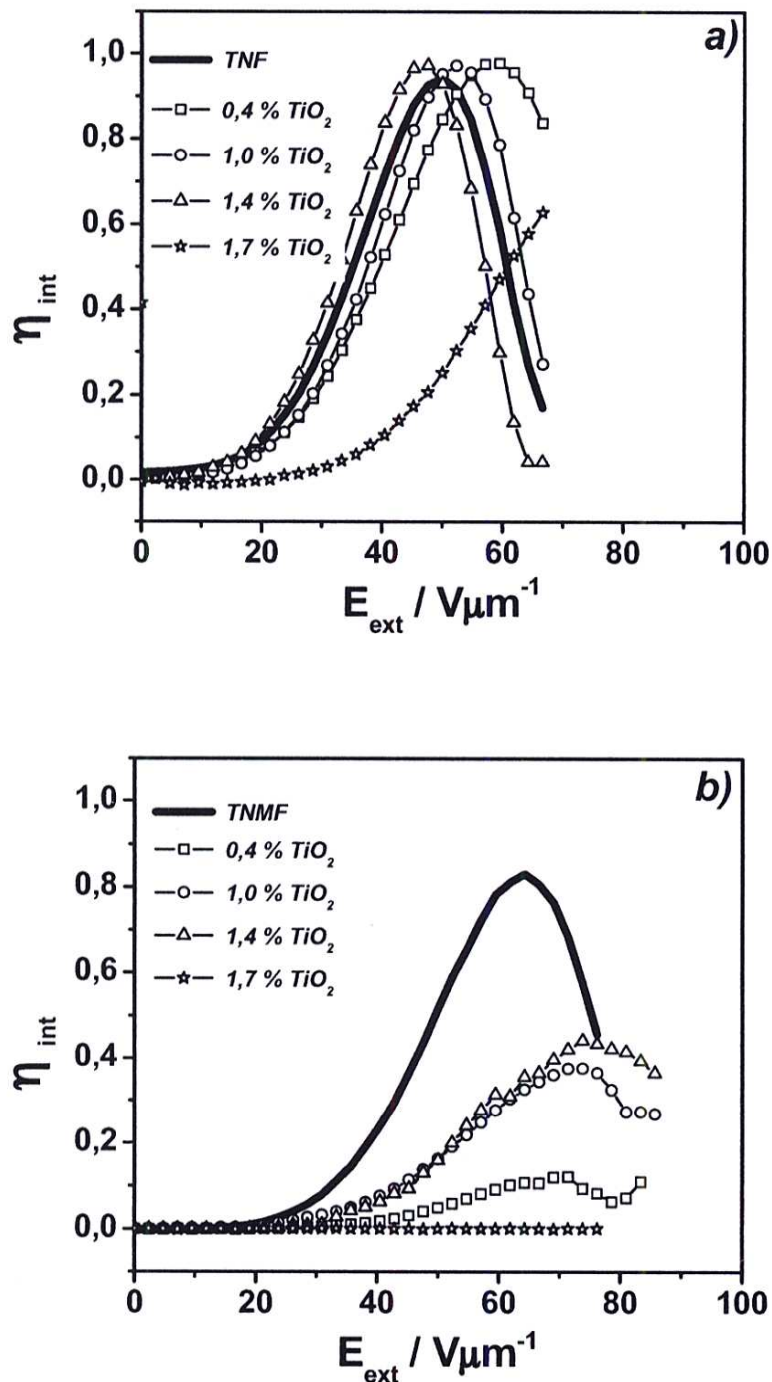 a)
1,0
0,8
0,6
0,4
0,2
0,0
η int
TNF
0,4 % TiO₂
1,0 % TiO₂
1,4 % TiO₂
1,7 % TiO₂
0 20 40 60 80 100
E ext / Vμm⁻¹
b)
1,0
0,8
0,6
0,4
0,2
0,0
η int
TNMF
0,4 % TiO₂
1,0 % TiO₂
1,4 % TiO₂
1,7 % TiO₂
0 20 40 60 80 100
E ext / Vμm⁻¹